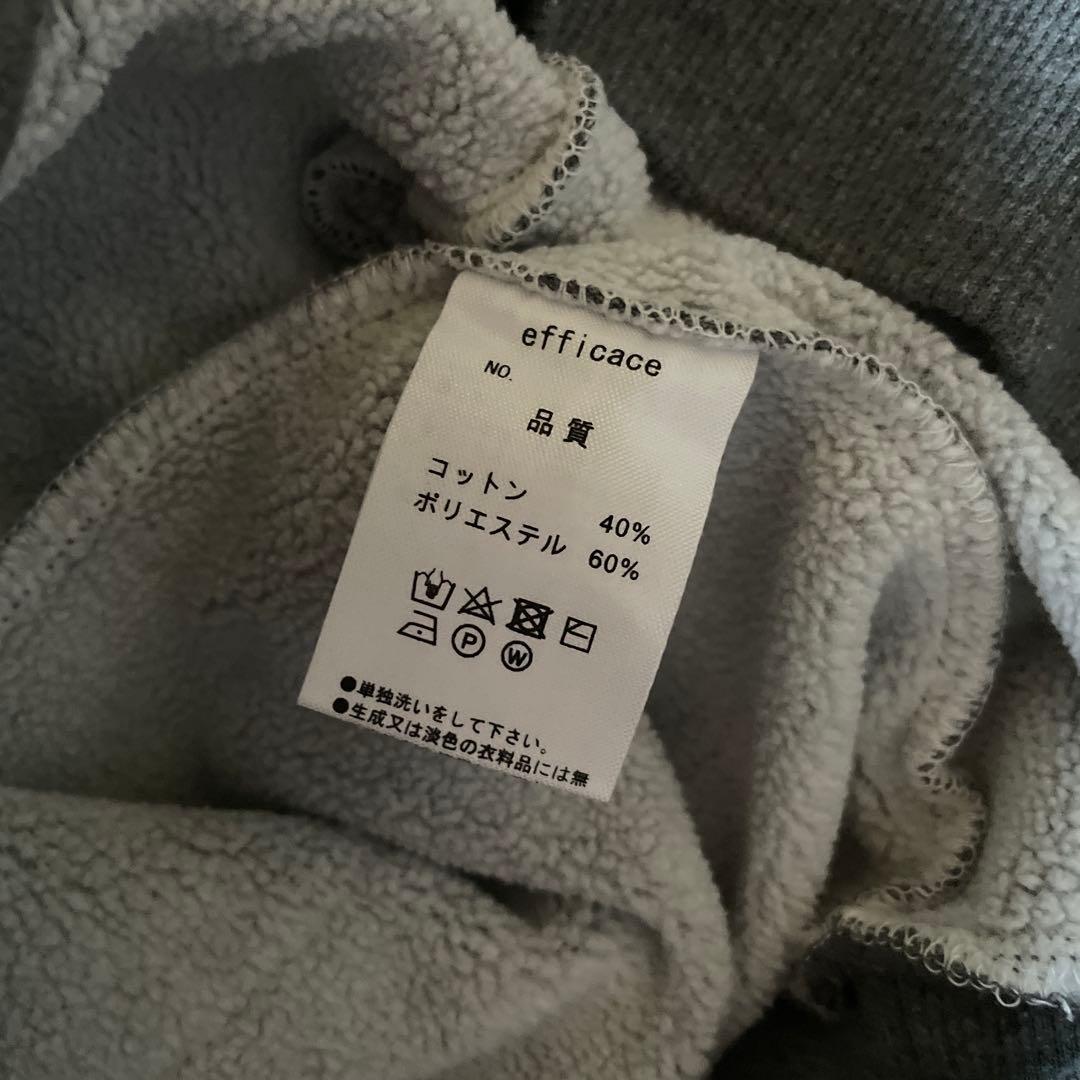 efficace
NO.
品質
コットン 40%
ポリエステル 60%
P W
●単独洗いをして下さい。
●生成又は淡色の衣料品には無